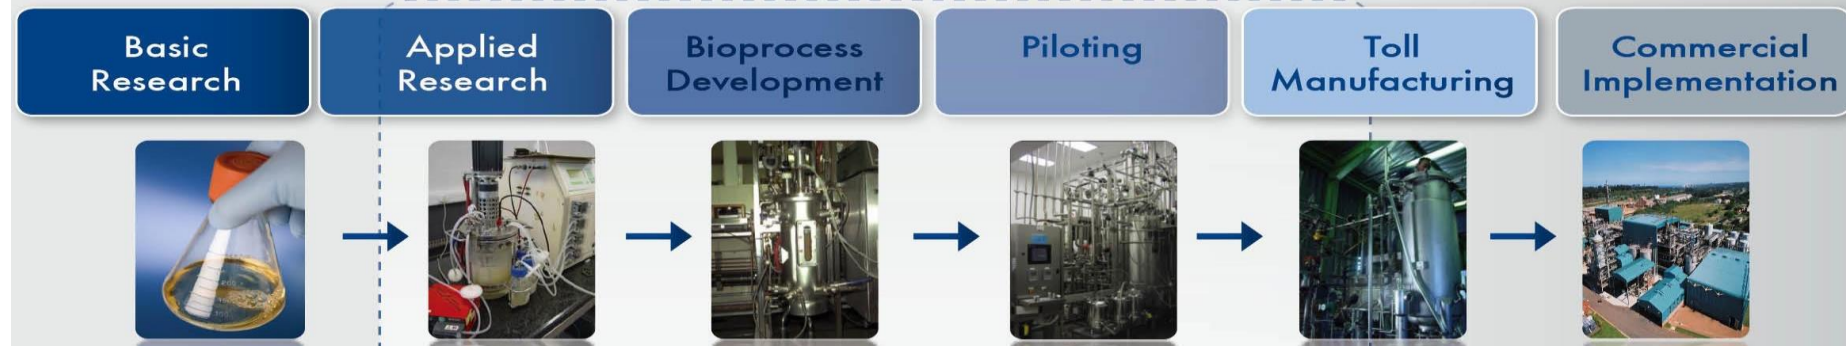 Basic
Research
Applied
Research
Bioprocess
Development
Piloting
Toll
Manufacturing
Commercial
Implementation